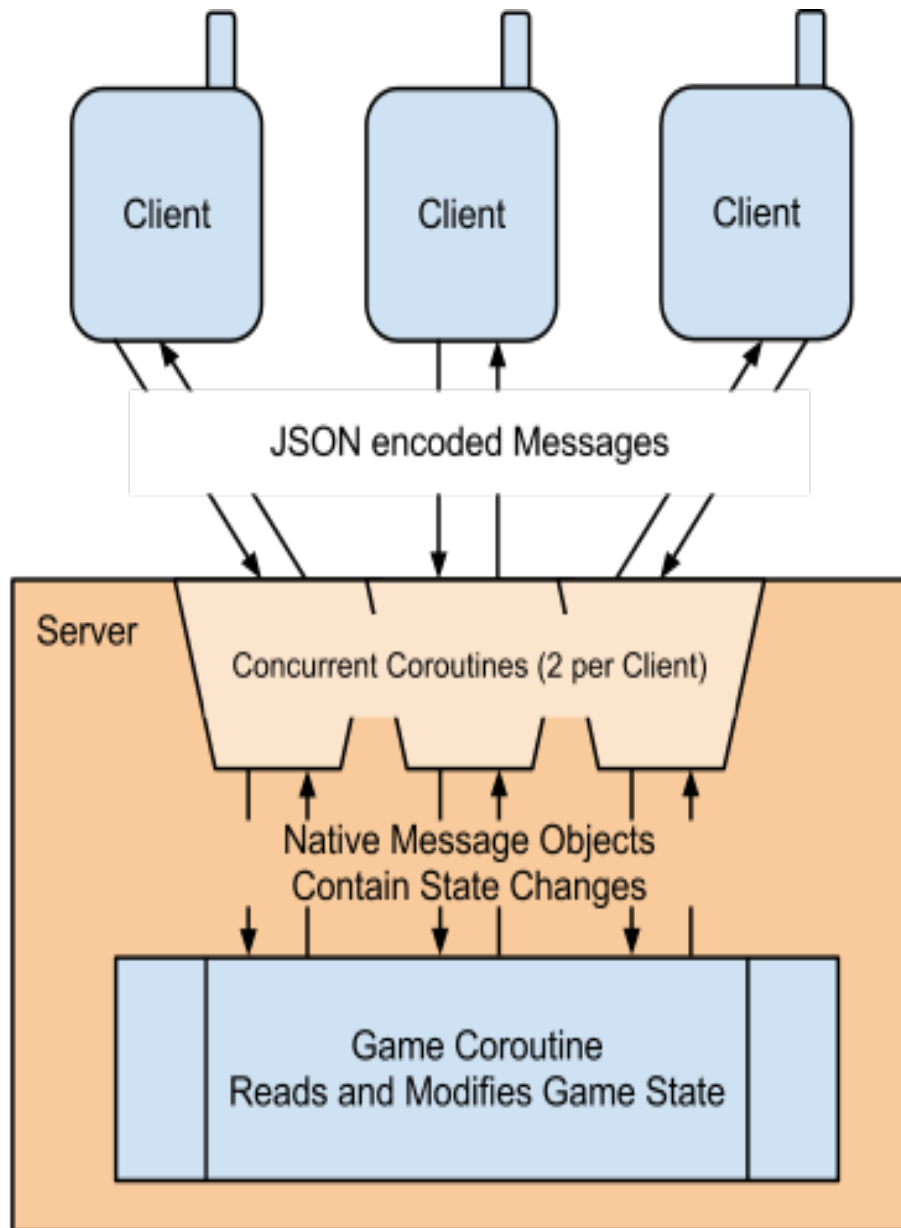 Client
Client
Client
JSON encoded Messages
Server
Concurrent Coroutines (2 per Client)
Native Message Objects
Contain State Changes
Game Coroutine
Reads and Modifies Game State